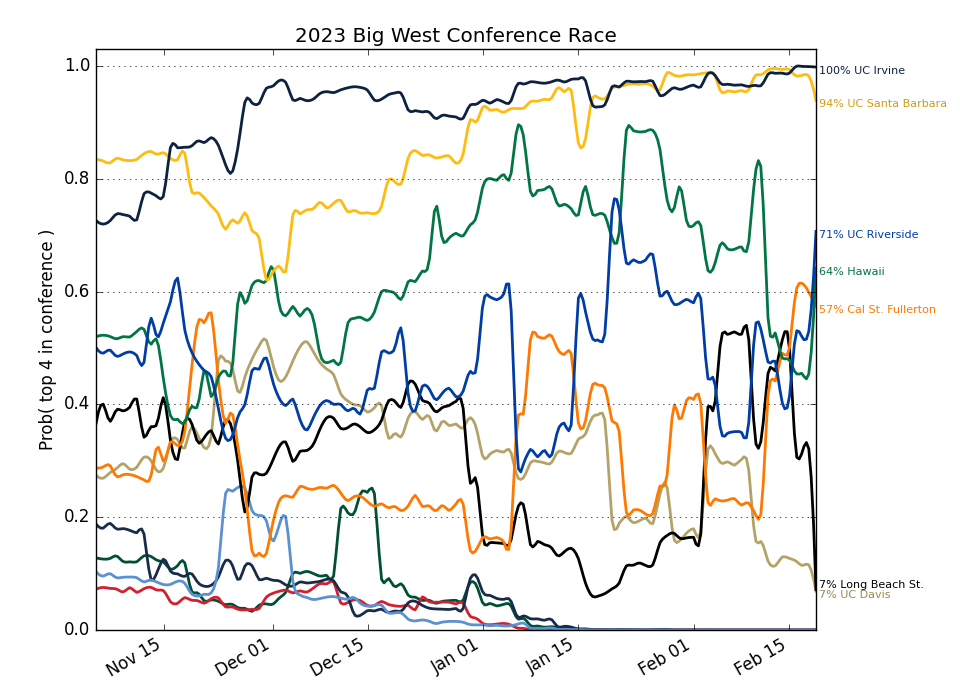 2023 Big West Conference Race
Prob( top 4 in conference )
1.0
0.8
0.6
0.4
0.2
0.0
Nov 15
Dec 01
Dec 15
Jan 01
Jan 15
Feb 01
Feb 15
100% UC Irvine
94% UC Santa Barbara
71% UC Riverside
64% Hawaii
57% Cal St. Fullerton
7% Long Beach St.
7% UC Davis